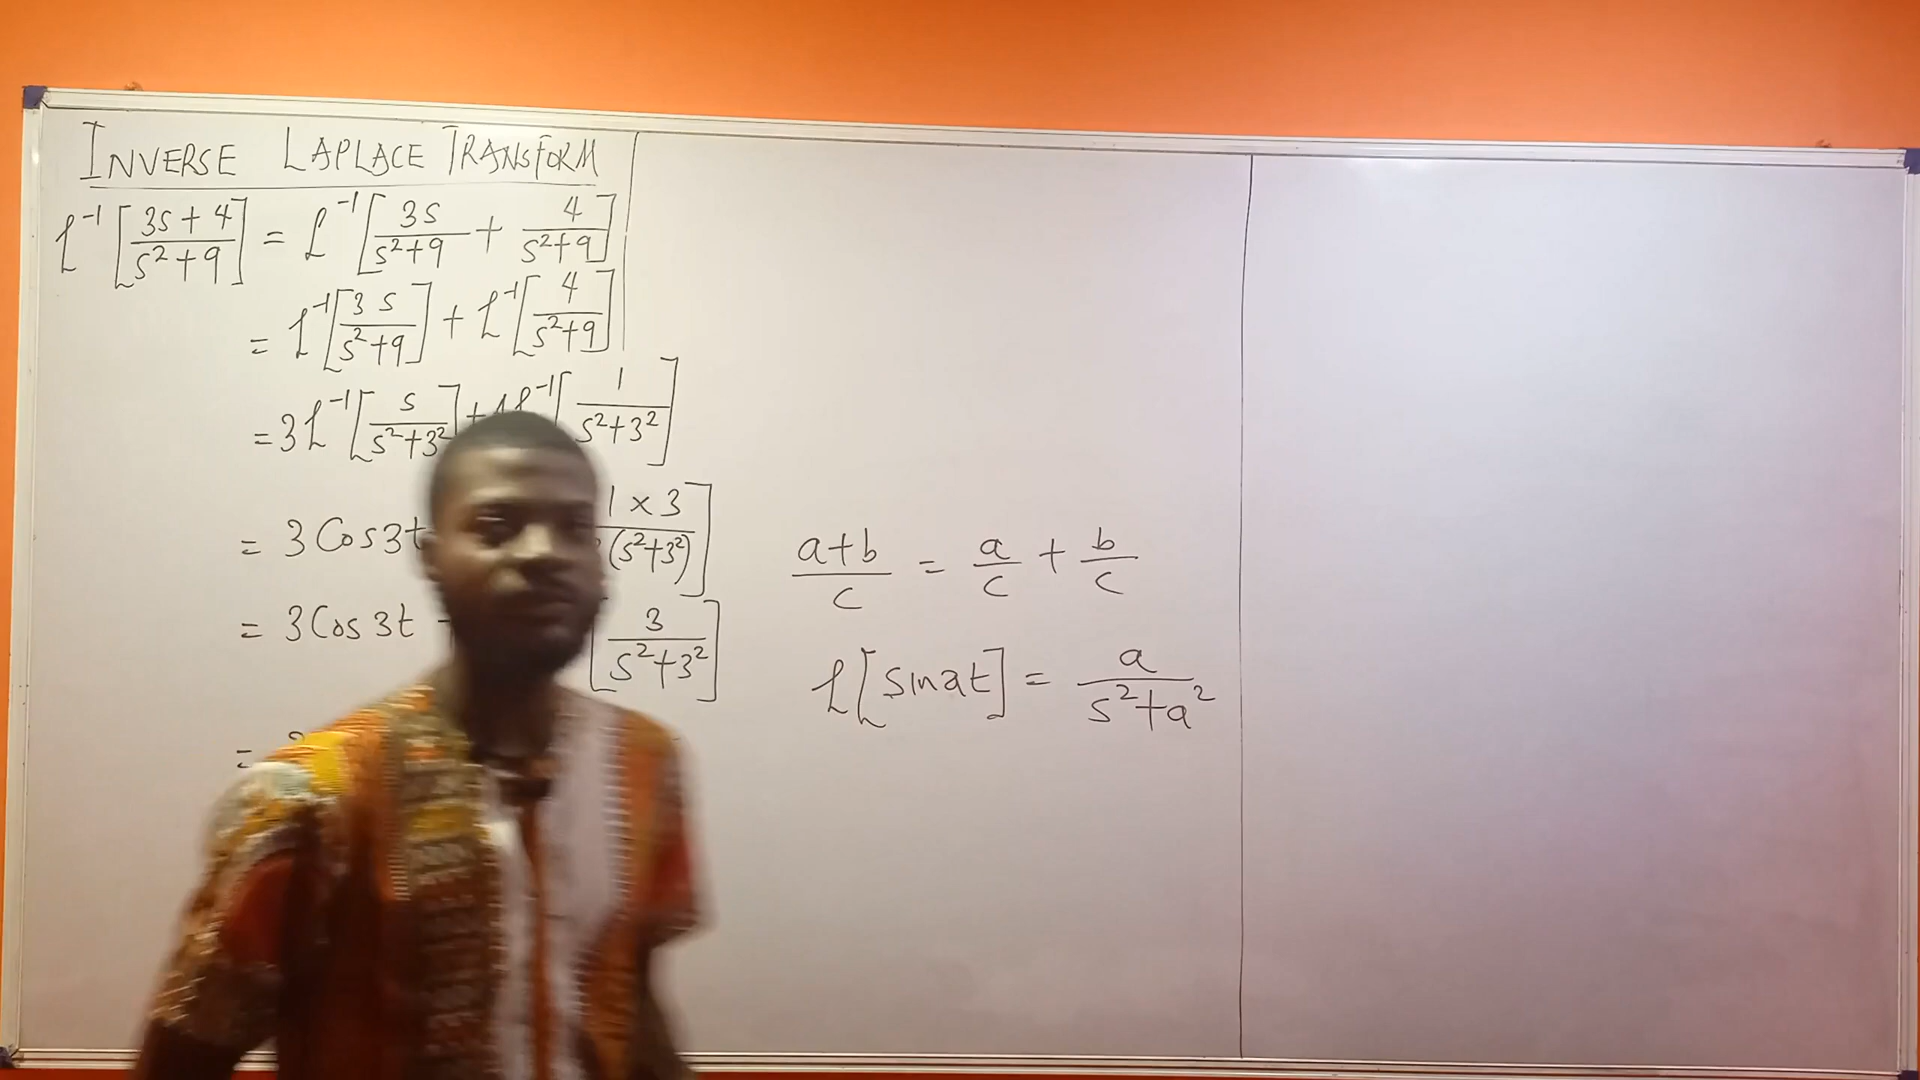 INVERSE LAPLACE TRANSFORM
ℒ⁻¹[(3s + 4)/(s² + 9)] = ℒ⁻¹[3s/(s² + 9) + 4/(s² + 9)]
= ℒ⁻¹[3s/(s² + 9)] + ℒ⁻¹[4/(s² + 9)]
= 3ℒ⁻¹[s/(s² + 3²)] + 4ℒ⁻¹[1/(s² + 3²)]
= 3Cos3t 1 × 3/(s² + 3²)]
= 3Cos3t [3/(s² + 3²)]
=
(a + b)/c = a/c + b/c
ℒ[sinat] = a/(s² + a²)